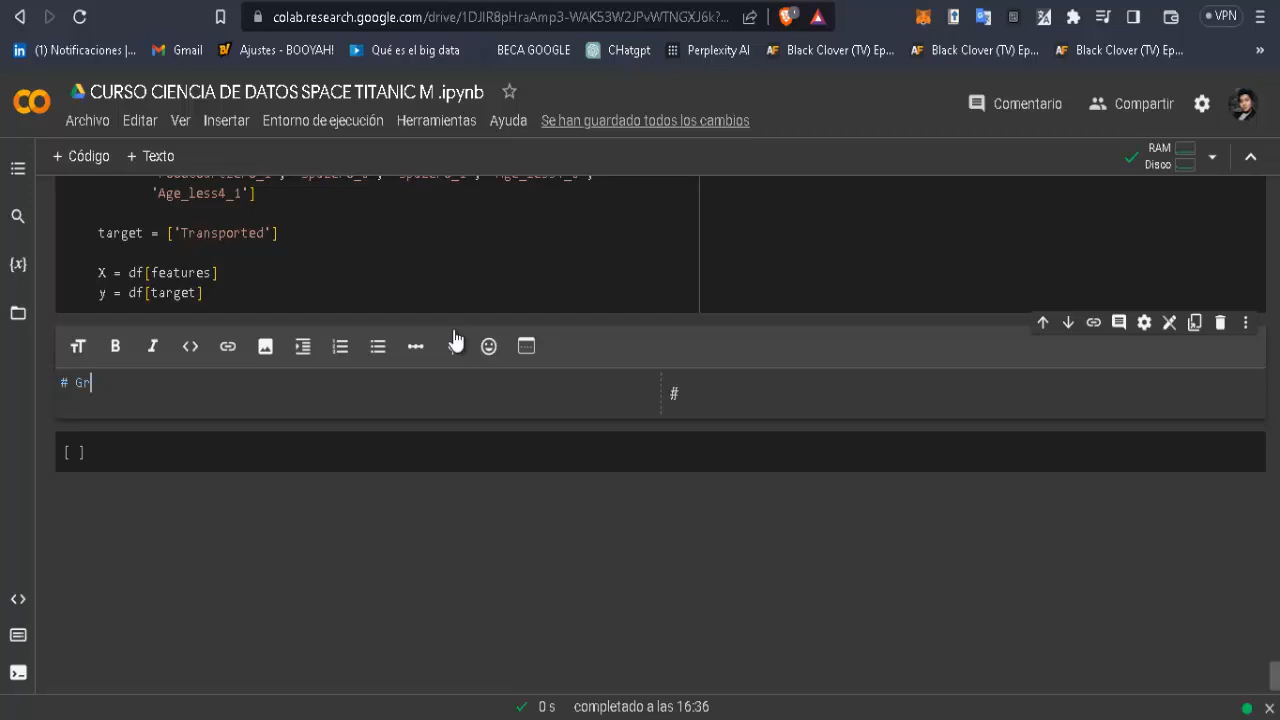 colab.research.google.com/drive/1DJIR8pHraAmp3-WAK53W2JPvWTNGXJ6k?...
VPN
(1) Notificaciones |... Gmail Ajustes - BOOYAH! Qué es el big data BECA GOOGLE CHatgpt Perplexity AI Black Clover (TV) Ep... Black Clover (TV) Ep... Black Clover (TV) Ep... »
CURSO CIENCIA DE DATOS SPACE TITANIC M .ipynb
Comentario Compartir
Archivo Editar Ver Insertar Entorno de ejecución Herramientas Ayuda Se han guardado todos los cambios
+ Código + Texto
RAM
Disco
'Age_less4_1']
target = ['Transported']
X = df[features]
y = df[target]
# Gr
#
[ ]
0 s completado a las 16:36